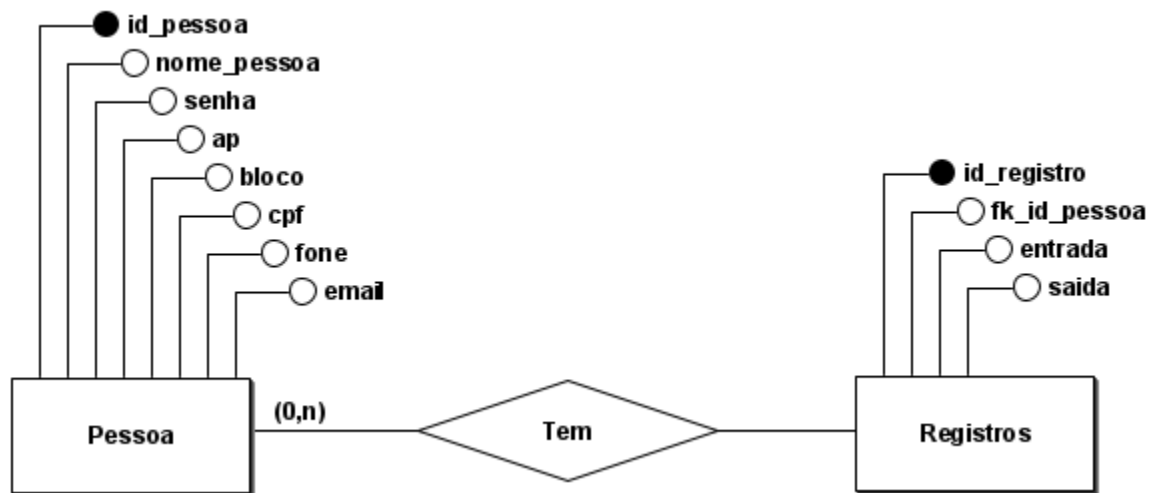 id_pessoa
nome_pessoa
senha
ap
bloco
cpf
fone
email
id_registro
fk_id_pessoa
entrada
saida
(0,n)
Pessoa
Tem
Registros